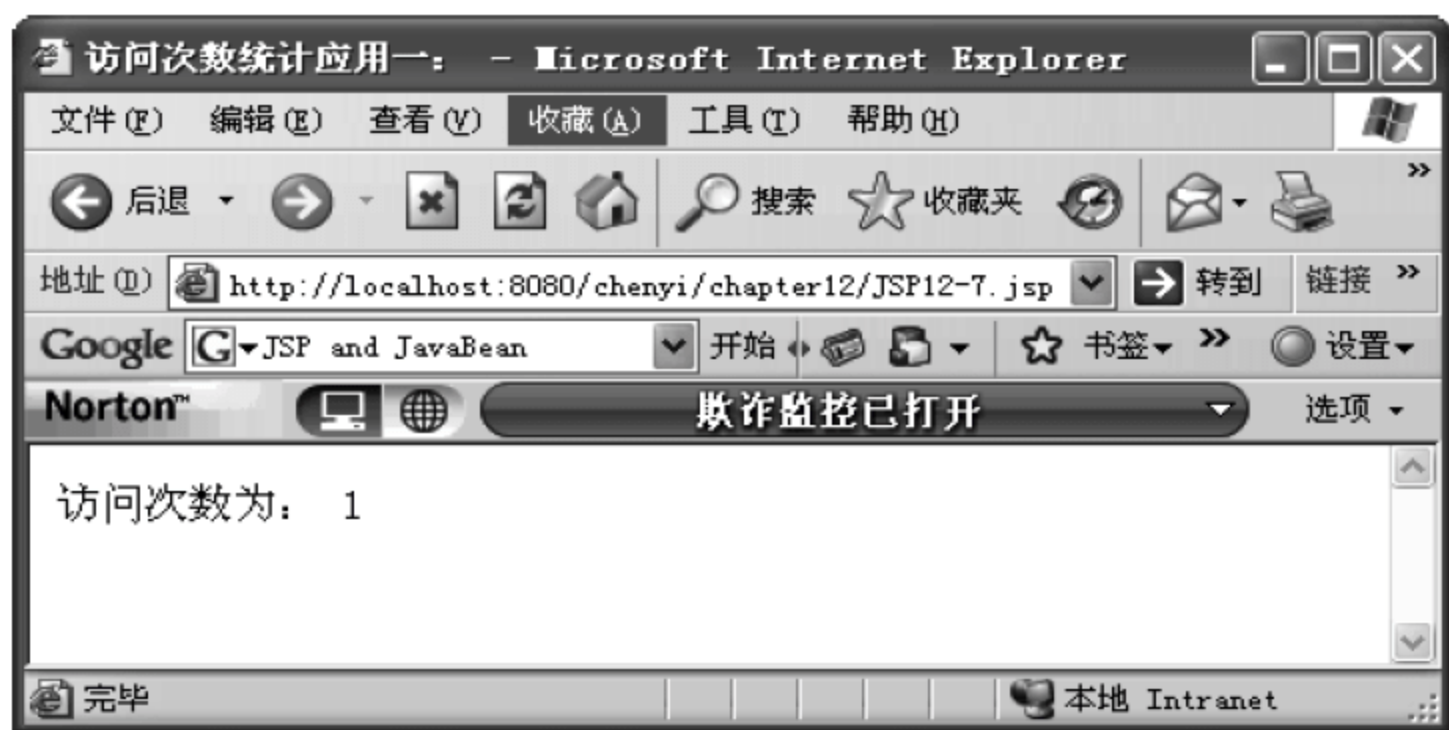 访问次数统计应用一： - Microsoft Internet Explorer
文件(F) 编辑(E) 查看(V) 收藏(A) 工具(T) 帮助(H)
后退 搜索 收藏夹 »
地址(D) http://localhost:8080/chenyi/chapter12/JSP12-7.jsp 转到 链接 »
Google G JSP and JavaBean 开始 书签 » 设置
Norton™ 欺诈监控已打开 选项
访问次数为： 1
完毕 本地 Intranet